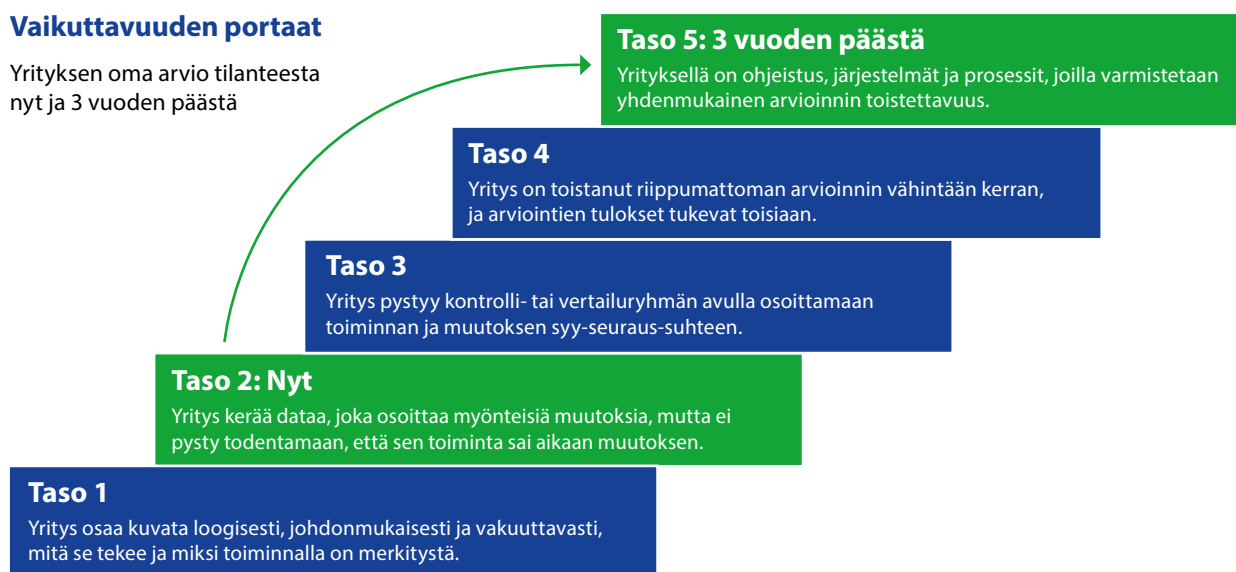 Vaikuttavuuden portaat
Yrityksen oma arvio tilanteesta
nyt ja 3 vuoden päästä
Taso 5: 3 vuoden päästä
Yrityksellä on ohjeistus, järjestelmät ja prosessit, joilla varmistetaan
yhdenmukainen arvioinnin toistettavuus.
Taso 4
Yritys on toistanut riippumattoman arvioinnin vähintään kerran,
ja arviointien tulokset tukevat toisiaan.
Taso 3
Yritys pystyy kontrolli- tai vertailuryhmän avulla osoittamaan
toiminnan ja muutoksen syy-seuraus-suhteen.
Taso 2: Nyt
Yritys kerää dataa, joka osoittaa myönteisiä muutoksia, mutta ei
pysty todentamaan, että sen toiminta sai aikaan muutoksen.
Taso 1
Yritys osaa kuvata loogisesti, johdonmukaisesti ja vakuuttavasti,
mitä se tekee ja miksi toiminnalla on merkitystä.